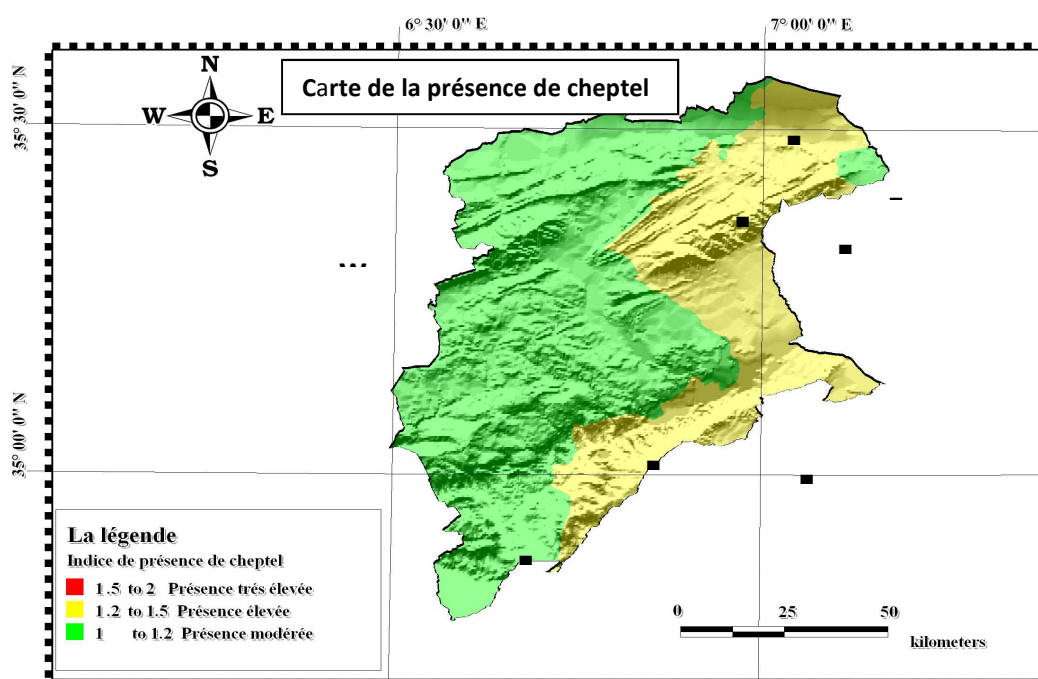 6° 30' 0'' E 7° 00' 0'' E
Carte de la présence de cheptel
N
W E
S
35° 30' 0'' N
35° 00' 0'' N
La légende
Indice de présence de cheptel
1.5 to 2 Présence trés élevée
1.2 to 1.5 Présence élevée
1 to 1.2 Présence modérée
0 25 50
kilometers